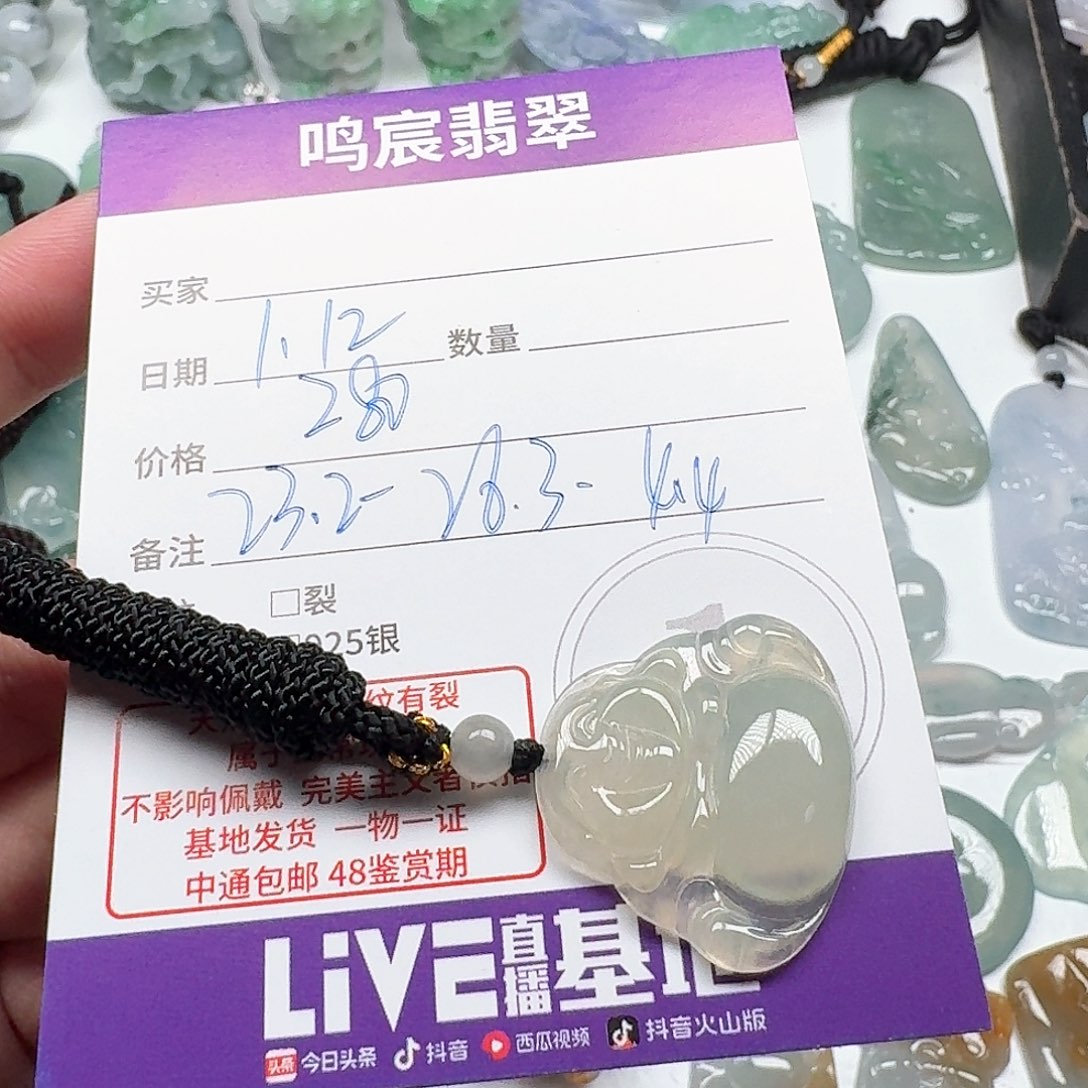 鸣宸翡翠
买家
日期 1.12 数量
价格 280
备注 23.2- 28.3- 4.4
□裂
925银
纹有裂
属于
不影响佩戴 完美主义者
基地发货 一物一证
中通包邮 48鉴赏期
LiVE直播基地
今日头条 抖音 西瓜视频 抖音火山版